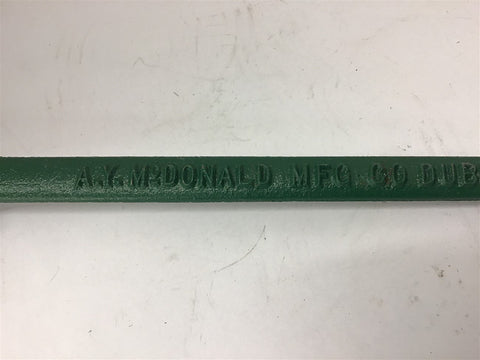 A.Y. McDONALD MFG. CO DUB